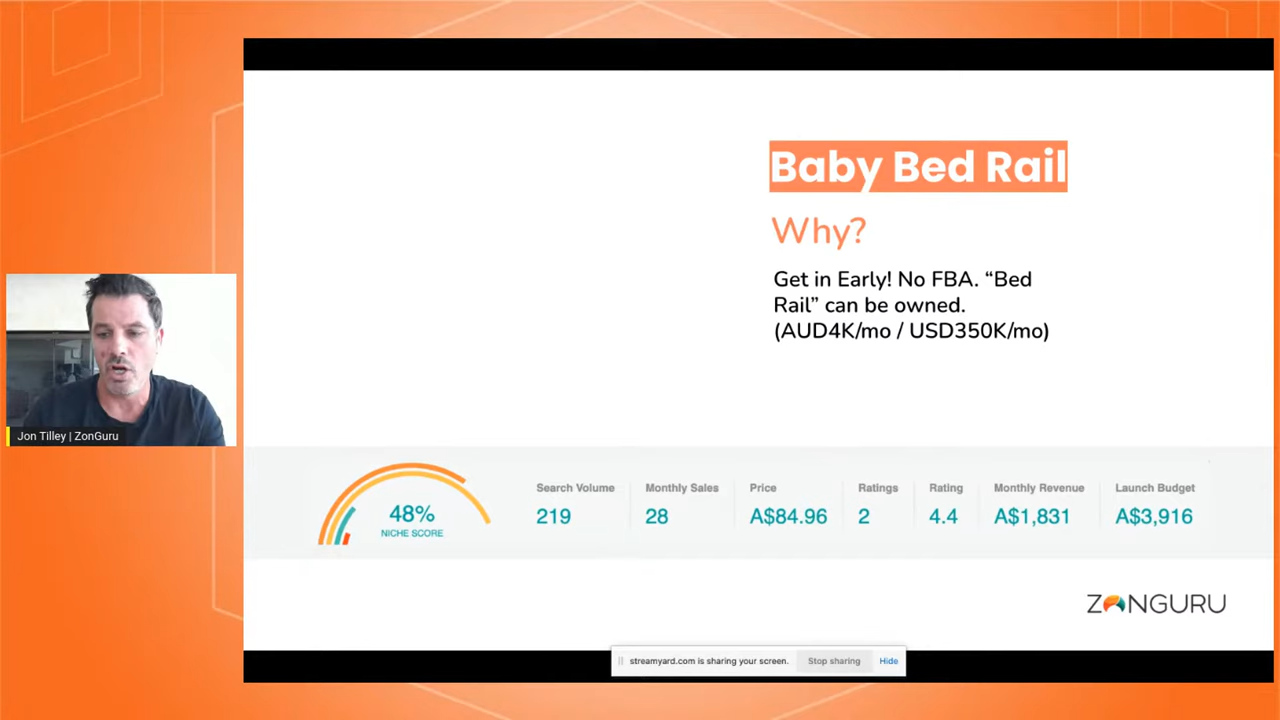 Baby Bed Rail
Why?
Get in Early! No FBA. “Bed
Rail” can be owned.
(AUD4K/mo / USD350K/mo)
Jon Tilley | ZonGuru
48%
NICHE SCORE
Search Volume
219
Monthly Sales
28
Price
A$84.96
Ratings
2
Rating
4.4
Monthly Revenue
A$1,831
Launch Budget
A$3,916
ZONGURU
streamyard.com is sharing your screen. Stop sharing Hide